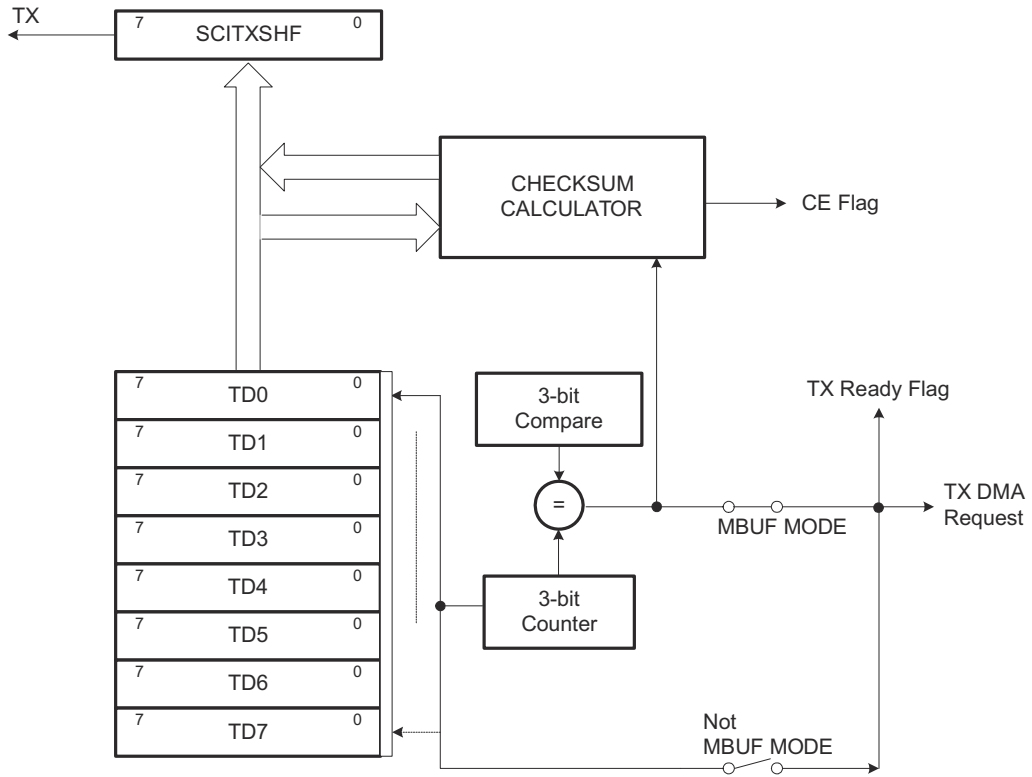 TX
7 SCITXSHF 0
CHECKSUM
CALCULATOR
CE Flag
7 TD0 0
7 TD1 0
7 TD2 0
7 TD3 0
7 TD4 0
7 TD5 0
7 TD6 0
7 TD7 0
3-bit
Compare
=
3-bit
Counter
TX Ready Flag
MBUF MODE
TX DMA
Request
Not
MBUF MODE